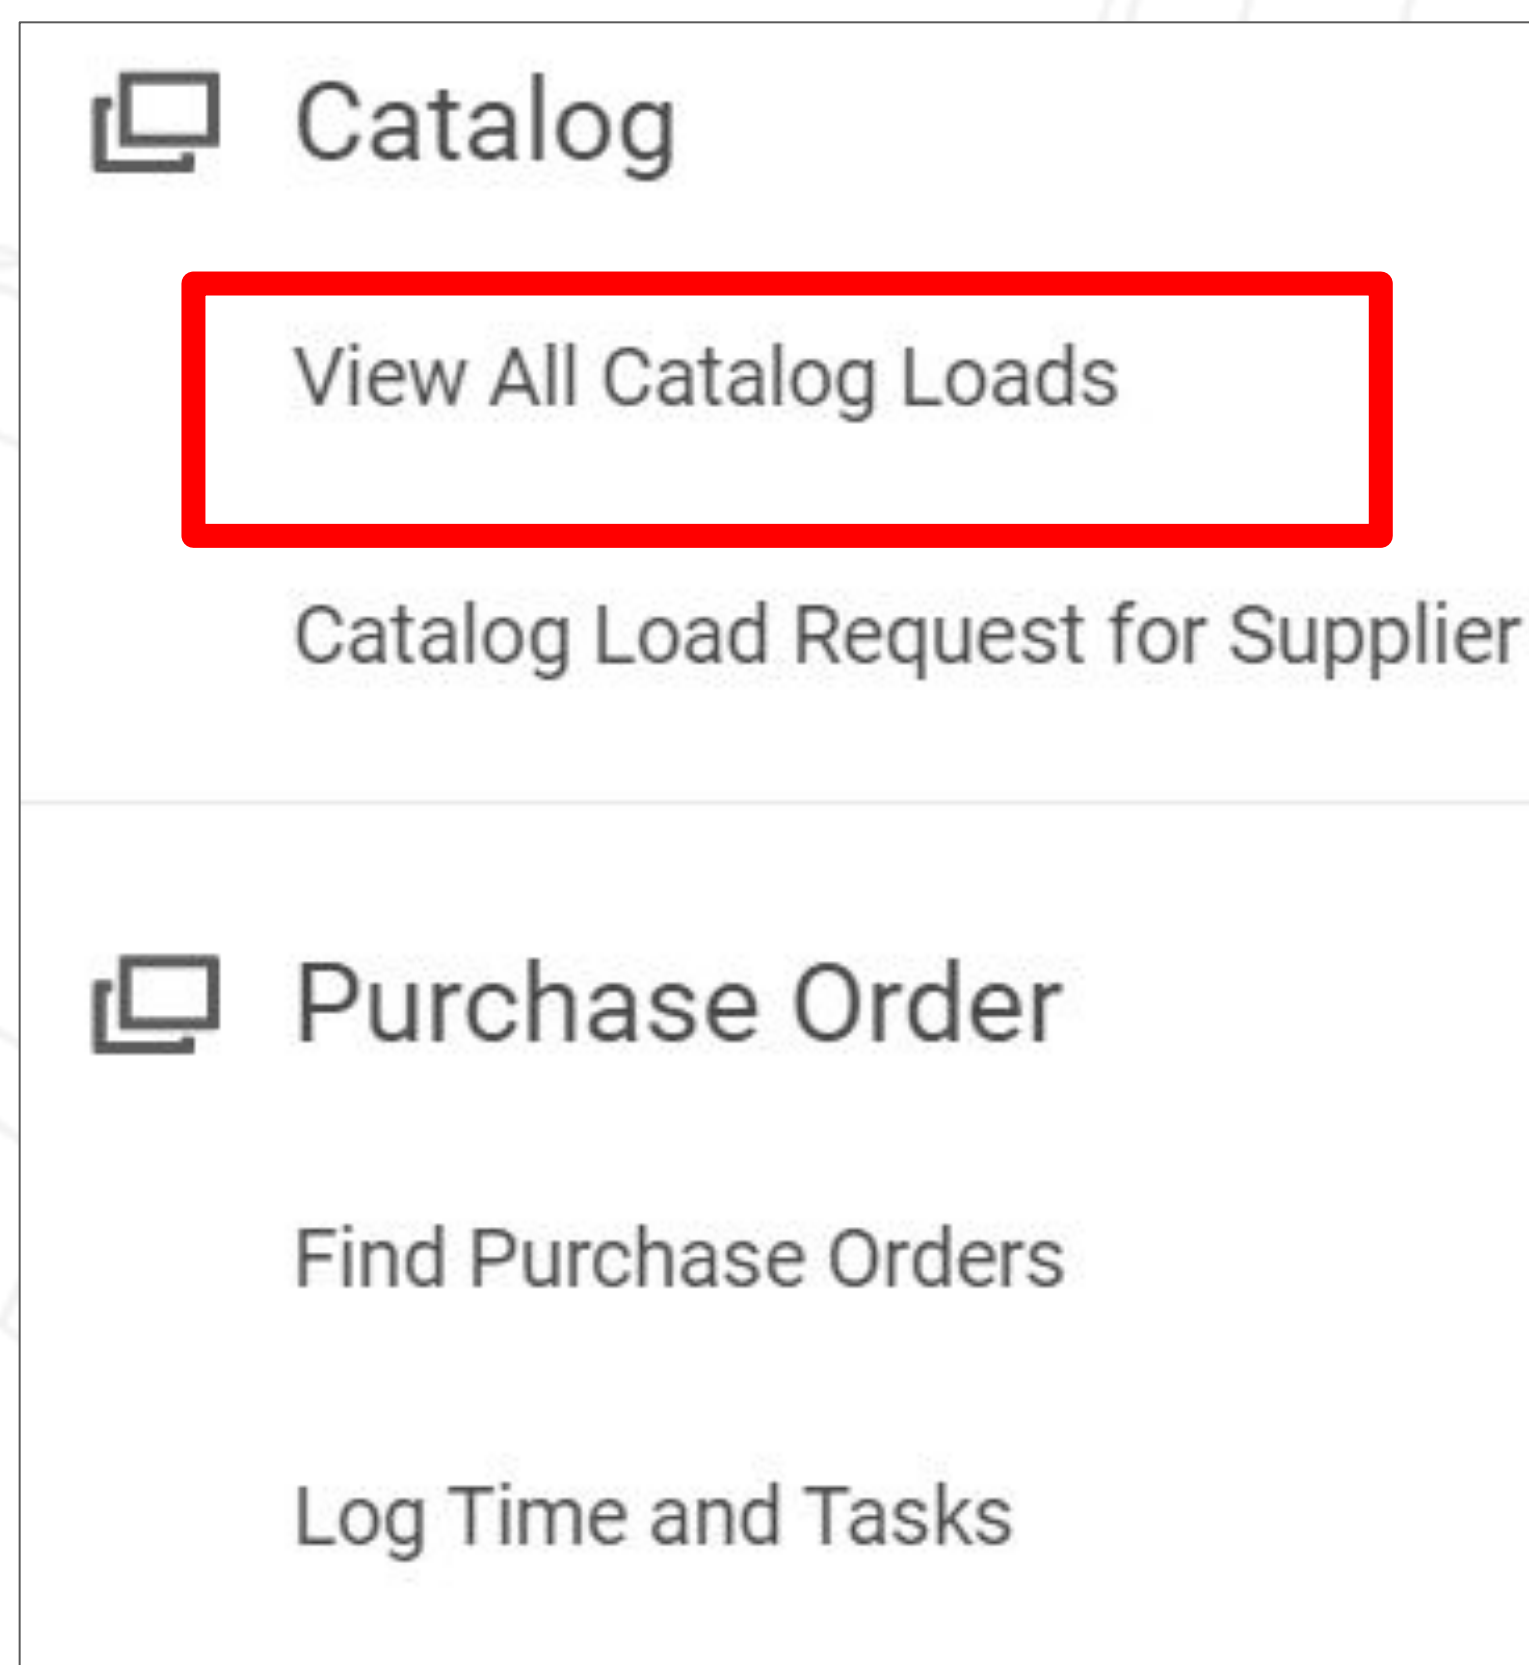 Catalog
View All Catalog Loads
Catalog Load Request for Supplier
Purchase Order
Find Purchase Orders
Log Time and Tasks